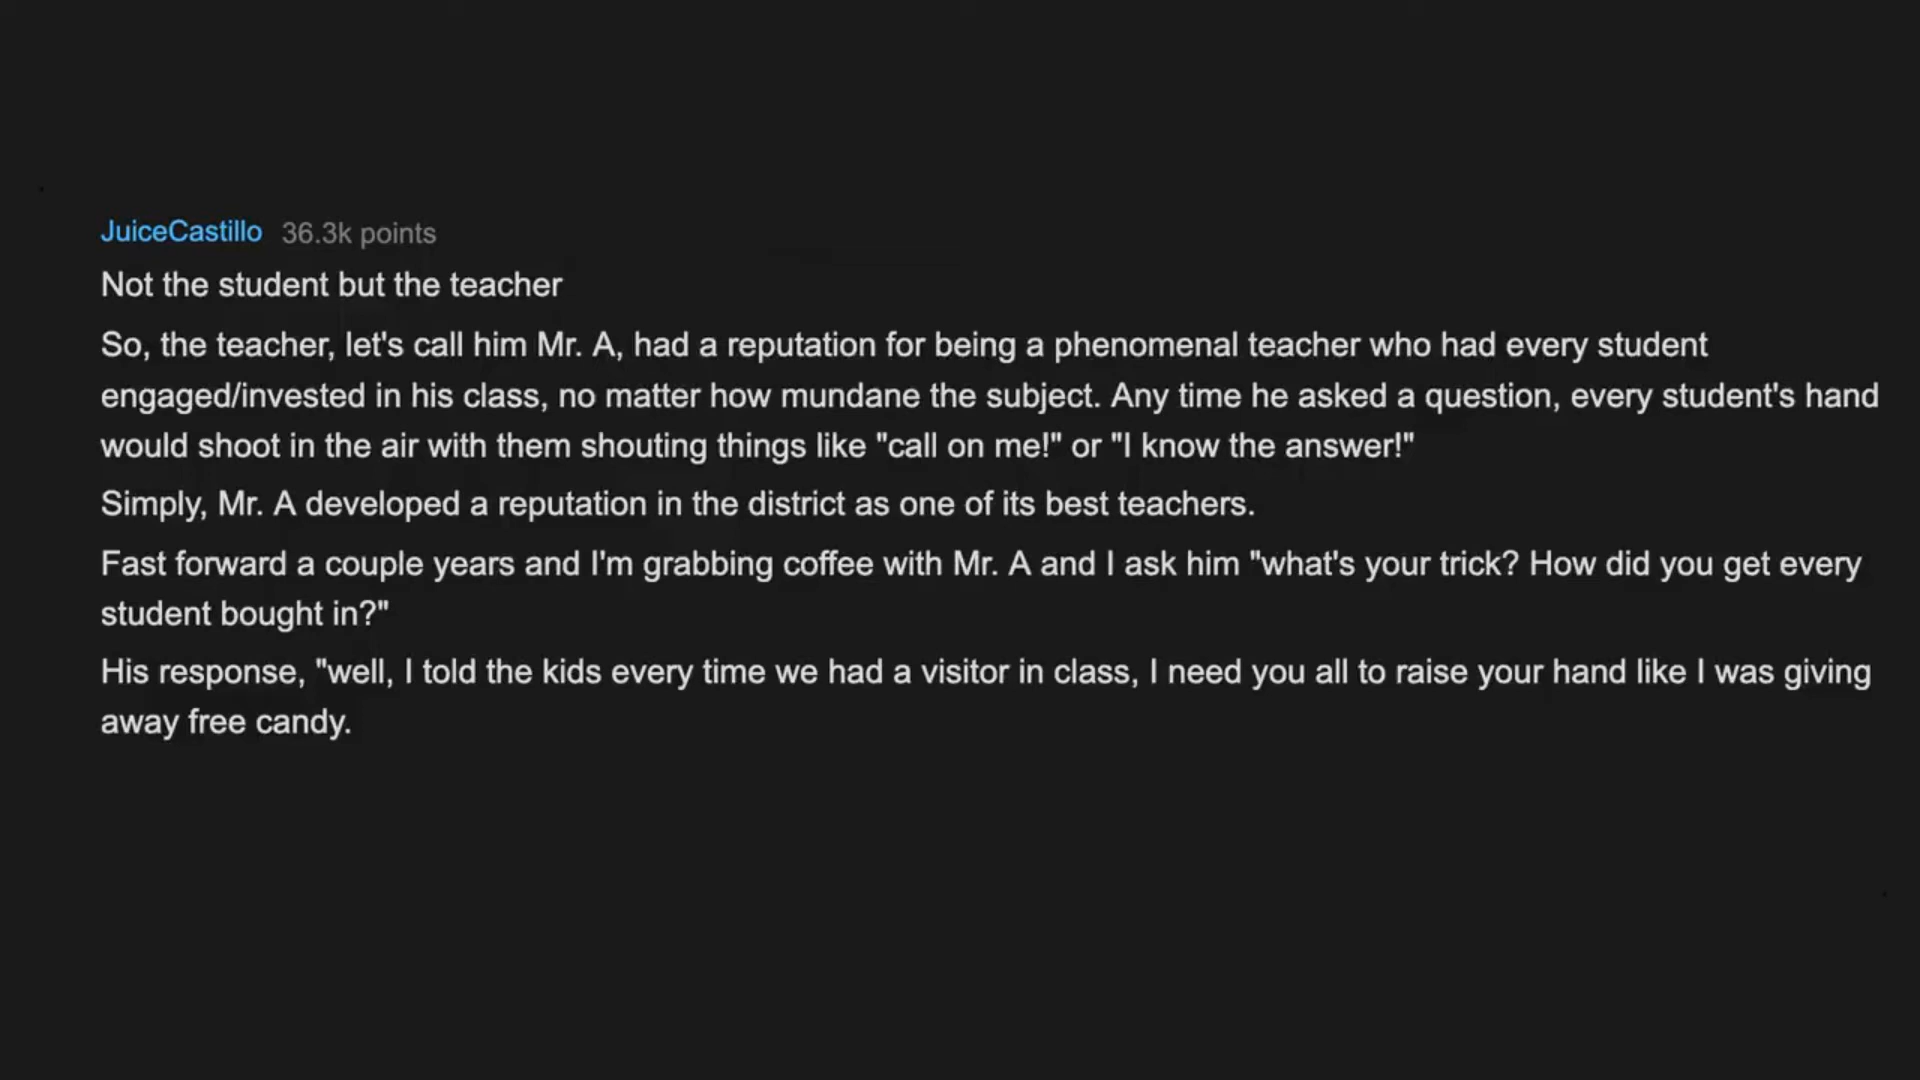 JuiceCastillo 36.3k points
Not the student but the teacher
So, the teacher, let's call him Mr. A, had a reputation for being a phenomenal teacher who had every student
engaged/invested in his class, no matter how mundane the subject. Any time he asked a question, every student's hand
would shoot in the air with them shouting things like "call on me!" or "I know the answer!"
Simply, Mr. A developed a reputation in the district as one of its best teachers.
Fast forward a couple years and I'm grabbing coffee with Mr. A and I ask him "what's your trick? How did you get every
student bought in?"
His response, "well, I told the kids every time we had a visitor in class, I need you all to raise your hand like I was giving
away free candy.